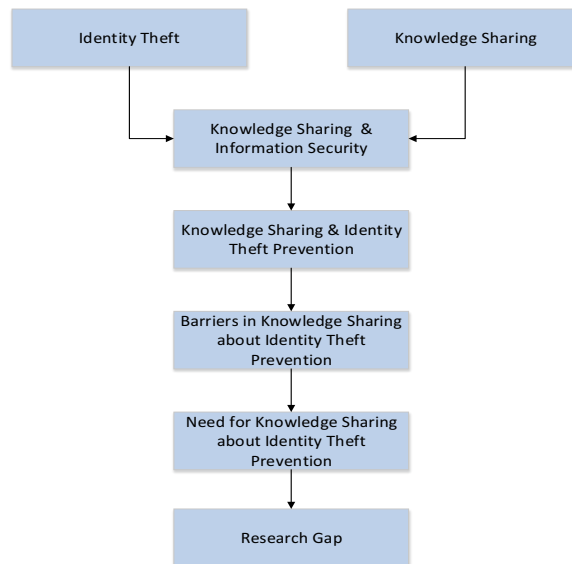 Identity Theft
Knowledge Sharing
Knowledge Sharing &
Information Security
Knowledge Sharing & Identity
Theft Prevention
Barriers in Knowledge Sharing
about Identity Theft
Prevention
Need for Knowledge Sharing
about Identity Theft
Prevention
Research Gap